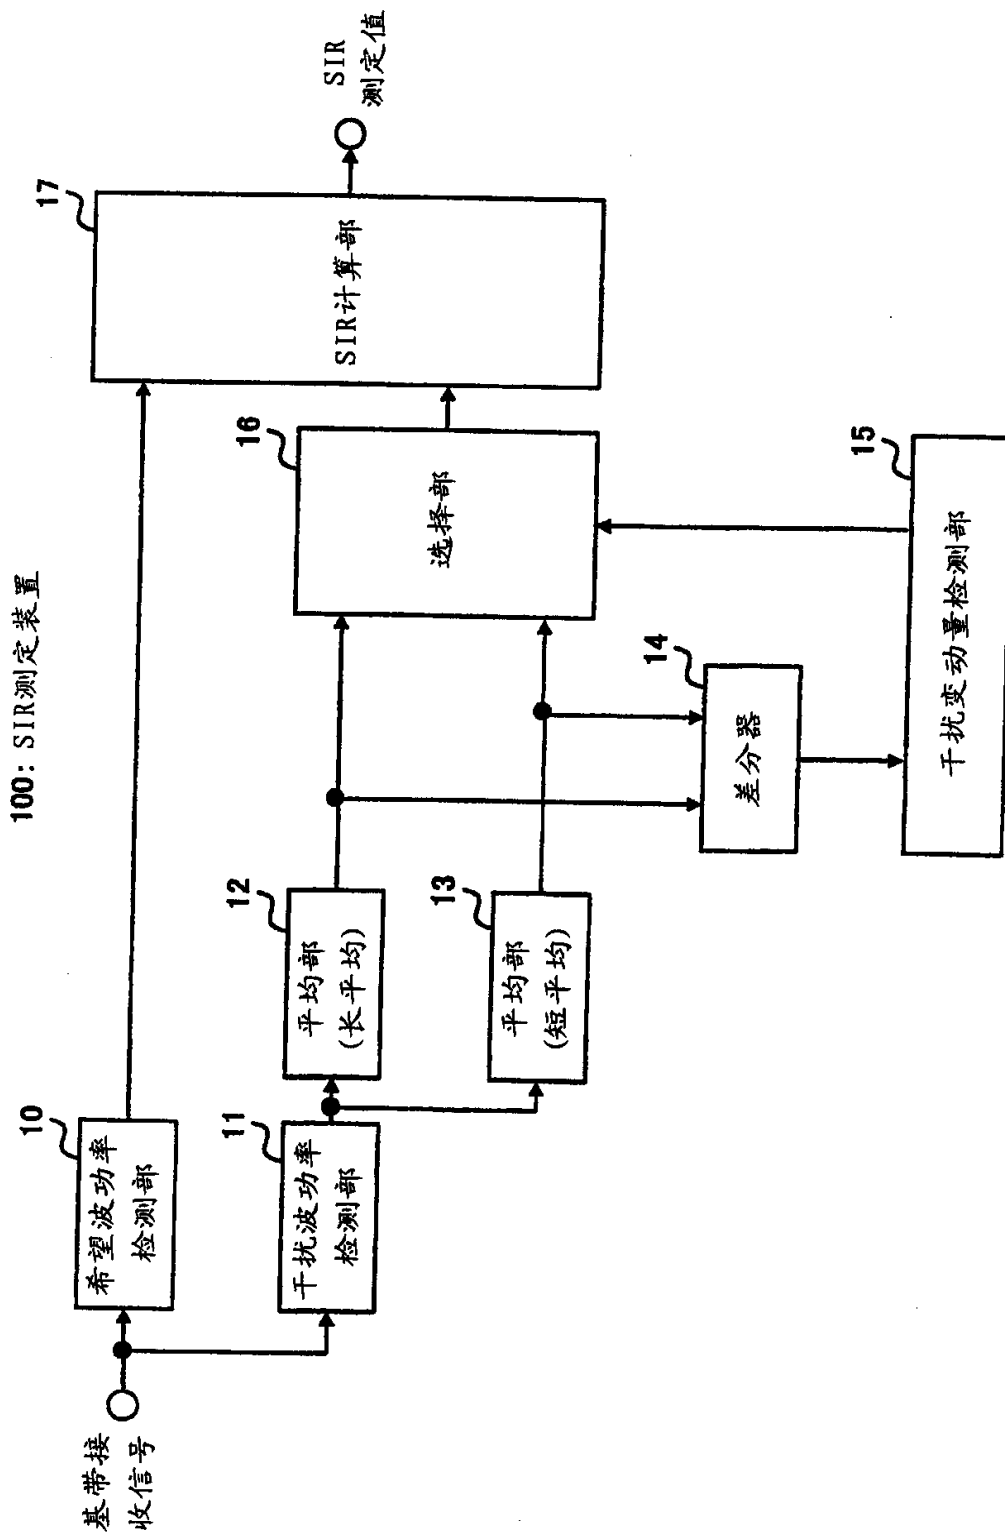 100: SIR测定装置
基带接
收信号
10
希望波功率
检测部
11
干扰波功率
检测部
12
平均部
(长平均)
13
平均部
(短平均)
14
差分器
15
干扰变动量检测部
16
选择部
17
SIR计算部
SIR
测定值